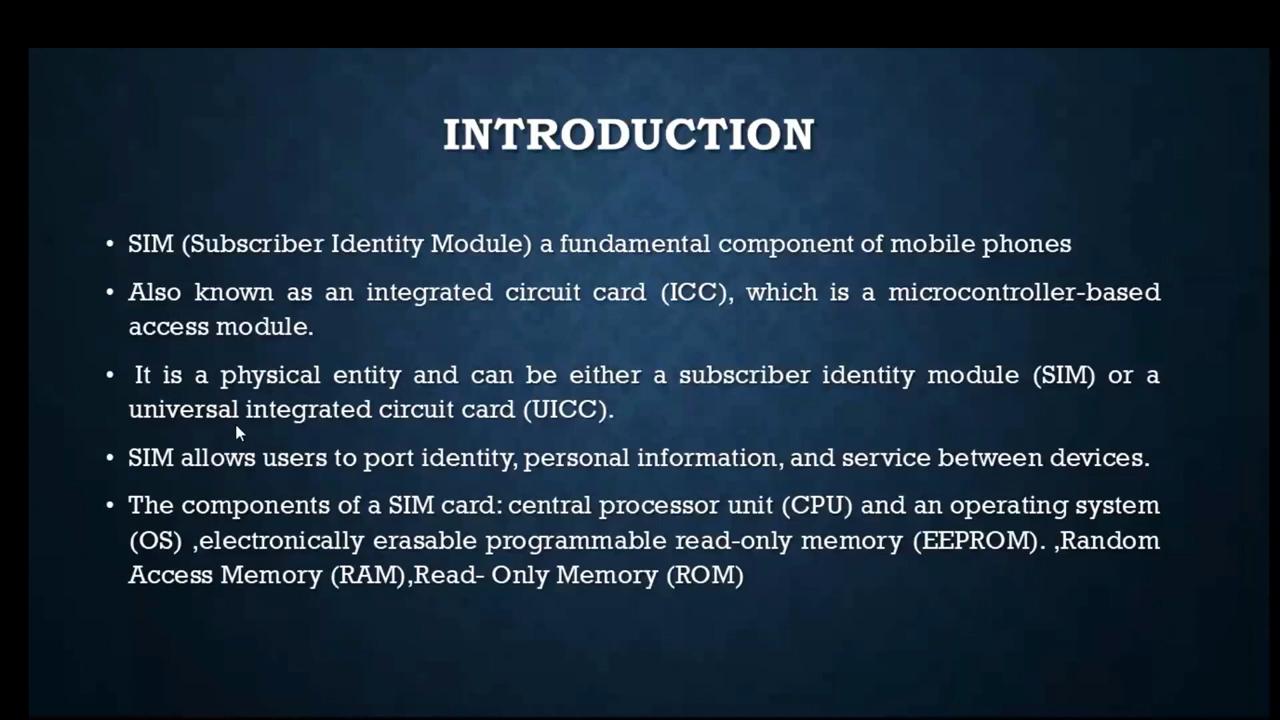 INTRODUCTION
• SIM (Subscriber Identity Module) a fundamental component of mobile phones
• Also known as an integrated circuit card (ICC), which is a microcontroller-based
access module.
• It is a physical entity and can be either a subscriber identity module (SIM) or a
universal integrated circuit card (UICC).
• SIM allows users to port identity, personal information, and service between devices.
• The components of a SIM card: central processor unit (CPU) and an operating system
(OS) ,electronically erasable programmable read-only memory (EEPROM). ,Random
Access Memory (RAM),Read- Only Memory (ROM)